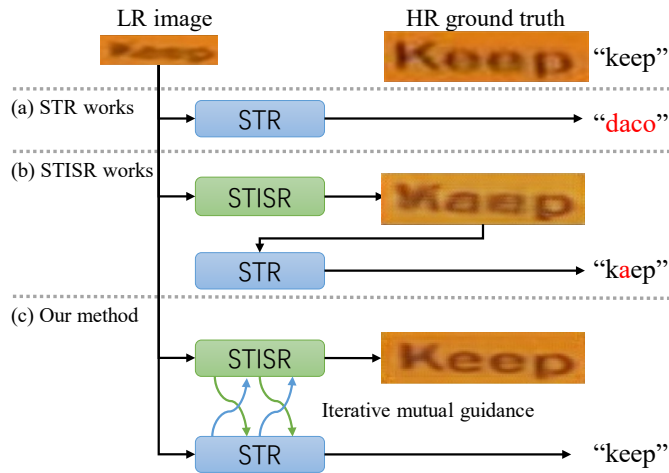 LR image
HR ground truth
Keep
Keep
“keep”
(a) STR works
STR
“daco”
(b) STISR works
STISR
Kaep
STR
“kaep”
(c) Our method
STISR
Keep
Iterative mutual guidance
STR
“keep”